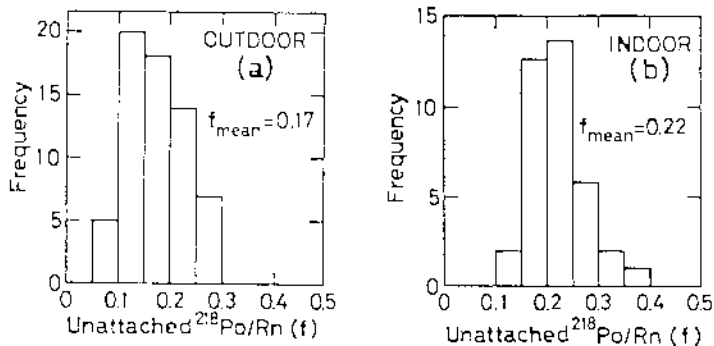 20
15
10
5
0
Frequency
OUTDOOR
(a)
f_mean=0.17
0 0.1 0.2 0.3 0.4 0.5
Unattached ²¹⁸Po/Rn (f)
15
10
5
0
Frequency
INDOOR
(b)
f_mean=0.22
0 0.1 0.2 0.3 0.4 0.5
Unattached ²¹⁸Po/Rn (f)